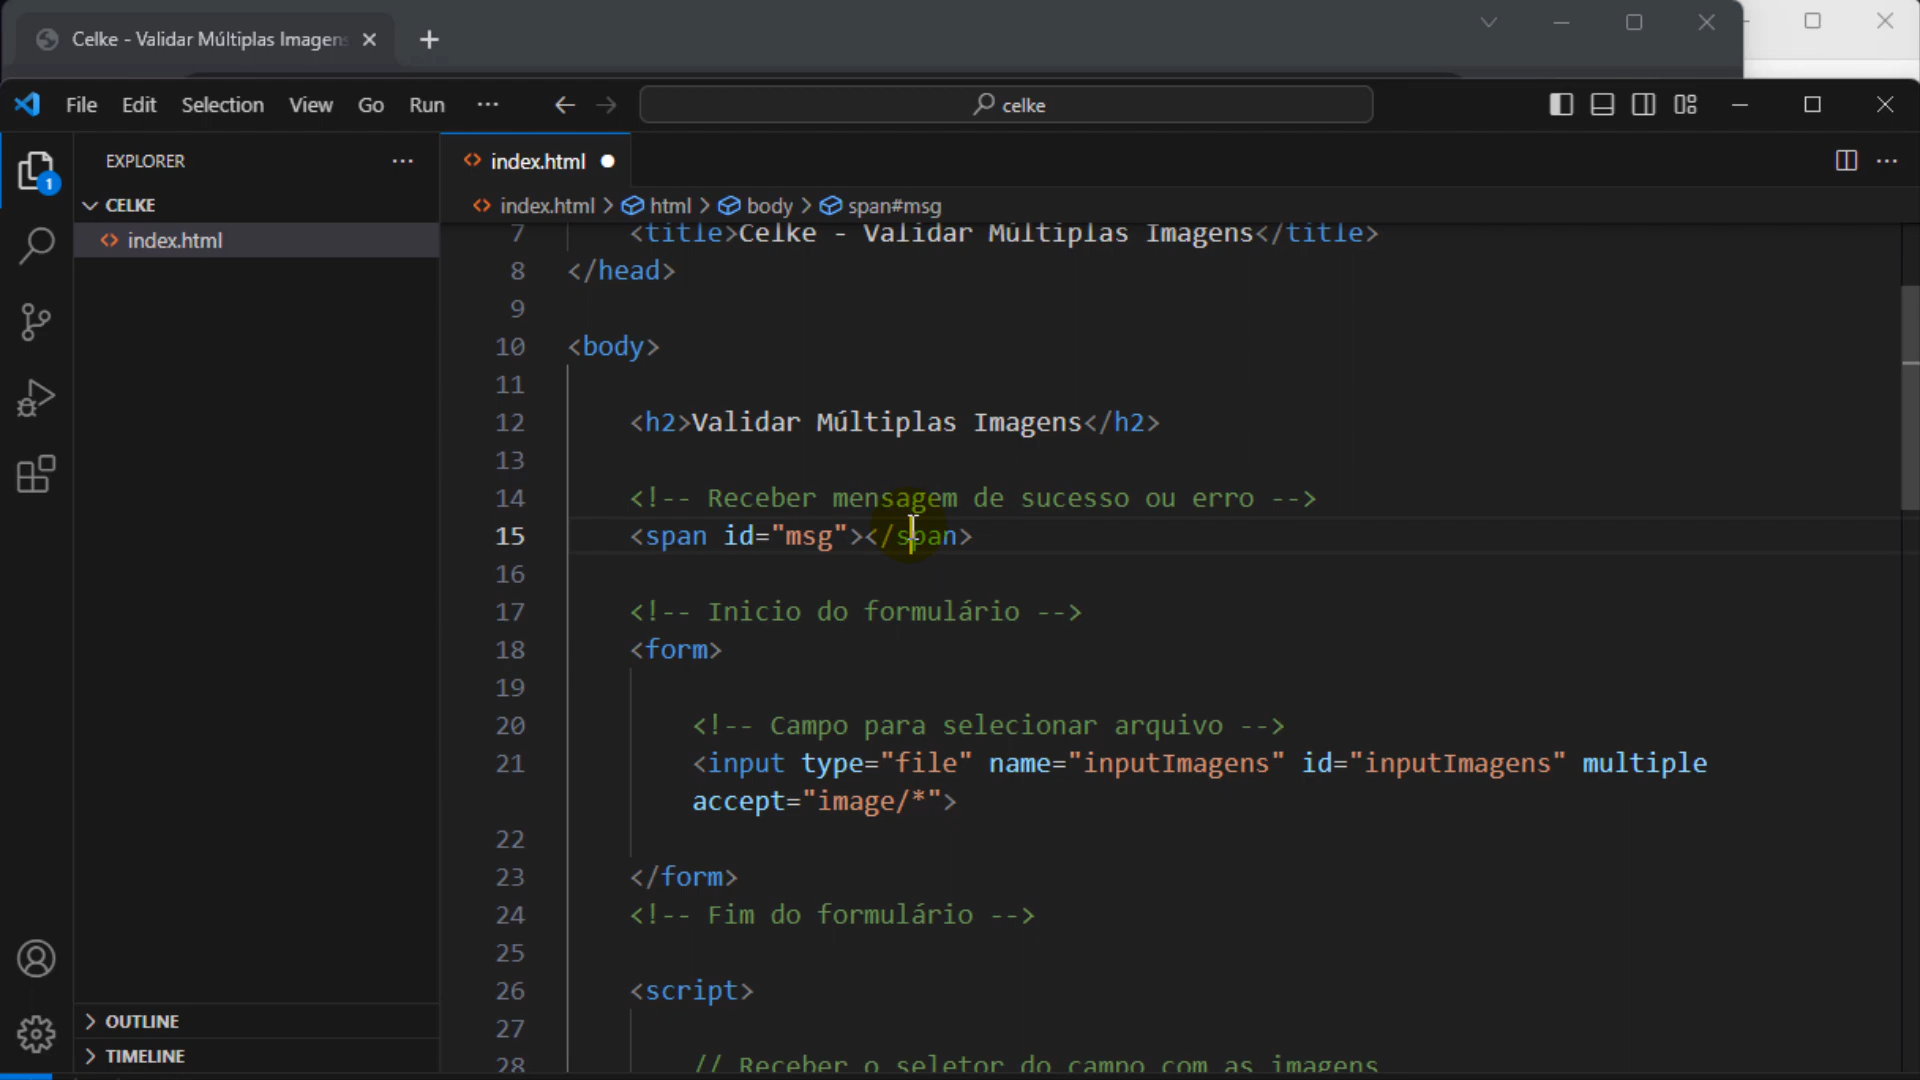 Celke - Validar Múltiplas Imagens
File Edit Selection View Go Run ... celke
EXPLORER
index.html
CELKE
index.html > html > body > span#msg
index.html
7 <title>Celke - Validar Múltiplas Imagens</title>
8 </head>
9
10 <body>
11
12 <h2>Validar Múltiplas Imagens</h2>
13
14 <!-- Receber mensagem de sucesso ou erro -->
15 <span id="msg"></span>
16
17 <!-- Inicio do formulário -->
18 <form>
19
20 <!-- Campo para selecionar arquivo -->
21 <input type="file" name="inputImagens" id="inputImagens" multiple
accept="image/*">
22
23 </form>
24 <!-- Fim do formulário -->
25
26 <script>
27
28 // Receber o seletor do campo com as imagens
1
OUTLINE
TIMELINE